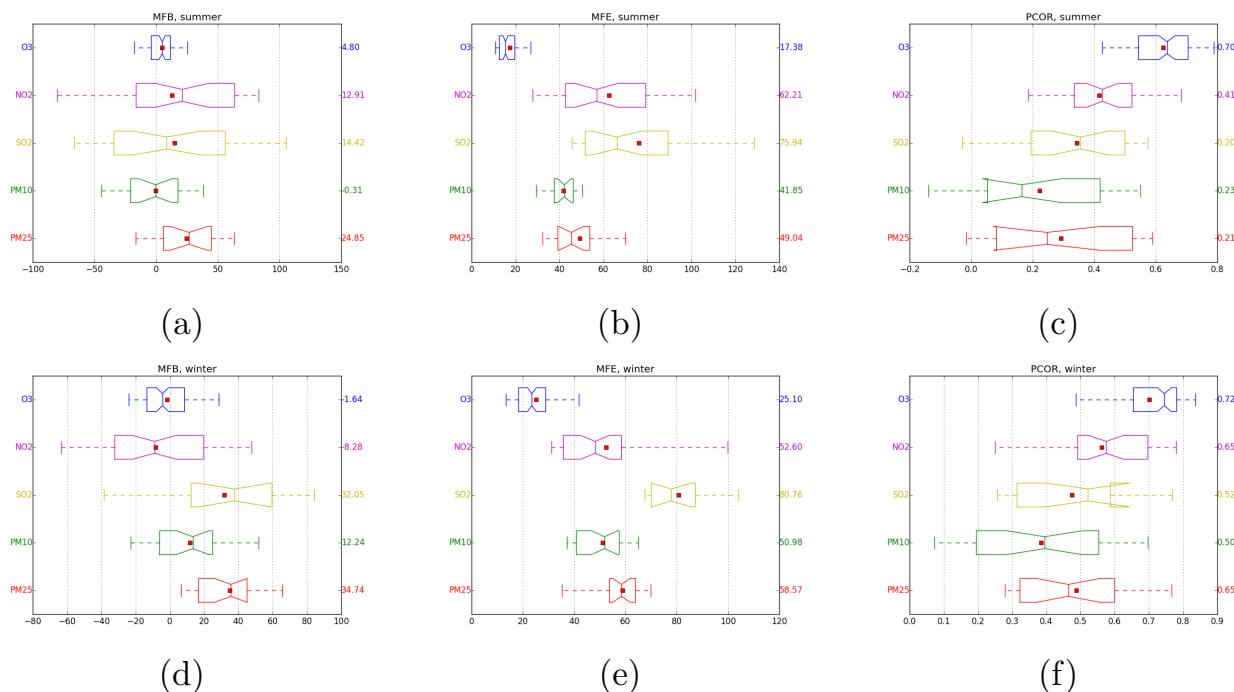 MFB, summer
O3 4.80
NO2 12.91
SO2 14.42
PM10 -0.31
PM25 24.85
−100 −50 0 50 100 150
(a)
MFE, summer
O3 17.38
NO2 62.21
SO2 75.94
PM10 41.85
PM25 49.04
0 20 40 60 80 100 120 140
(b)
PCOR, summer
O3 0.70
NO2 0.41
SO2 0.20
PM10 0.23
PM25 0.21
−0.2 0.0 0.2 0.4 0.6 0.8
(c)
MFB, winter
O3 -1.64
NO2 -8.28
SO2 32.05
PM10 12.24
PM25 34.74
−80 −60 −40 −20 0 20 40 60 80 100
(d)
MFE, winter
O3 25.10
NO2 52.60
SO2 80.76
PM10 50.98
PM25 58.57
0 20 40 60 80 100 120
(e)
PCOR, winter
O3 0.72
NO2 0.65
SO2 0.52
PM10 0.50
PM25 0.65
0.0 0.1 0.2 0.3 0.4 0.5 0.6 0.7 0.8 0.9
(f)